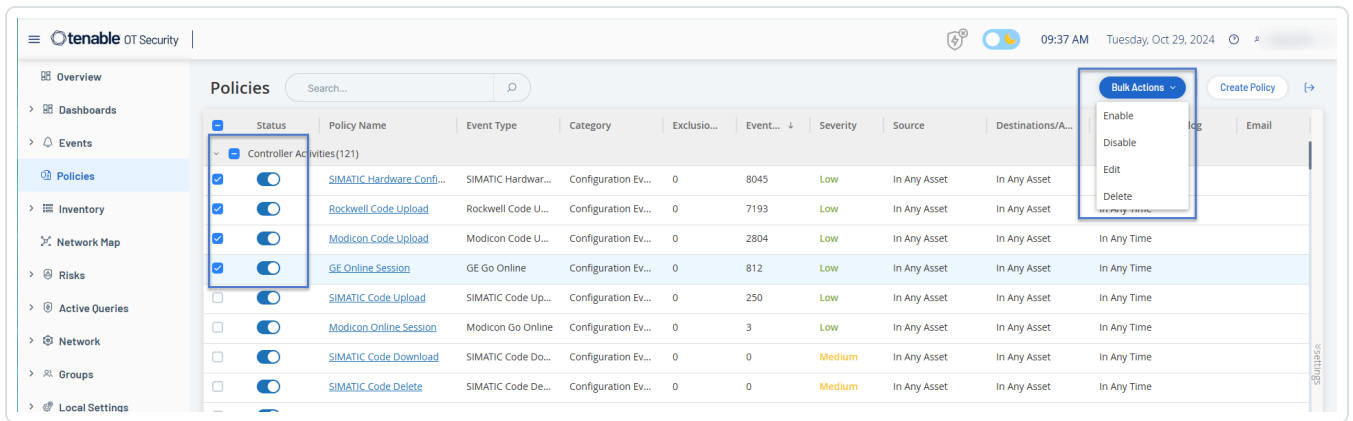 tenable OT Security
09:37 AM Tuesday, Oct 29, 2024
Overview
Dashboards
Events
Policies
Inventory
Network Map
Risks
Active Queries
Network
Groups
Local Settings
Policies Search... Bulk Actions Create Policy
Enable
Disable
Edit
Delete
Status Policy Name Event Type Category Exclusio... Event... Severity Source Destinations/A... Email
Controller Activities(121)
SIMATIC Hardware Confi... SIMATIC Hardwar... Configuration Ev... 0 8045 Low In Any Asset In Any Asset
Rockwell Code Upload Rockwell Code U... Configuration Ev... 0 7193 Low In Any Asset In Any Asset In Any Time
Modicon Code Upload Modicon Code U... Configuration Ev... 0 2804 Low In Any Asset In Any Asset In Any Time
GE Online Session GE Go Online Configuration Ev... 0 812 Low In Any Asset In Any Asset In Any Time
SIMATIC Code Upload SIMATIC Code Up... Configuration Ev... 0 250 Low In Any Asset In Any Asset In Any Time
Modicon Online Session Modicon Go Online Configuration Ev... 0 3 Low In Any Asset In Any Asset In Any Time
SIMATIC Code Download SIMATIC Code Do... Configuration Ev... 0 0 Medium In Any Asset In Any Asset In Any Time
SIMATIC Code Delete SIMATIC Code De... Configuration Ev... 0 0 Medium In Any Asset In Any Asset In Any Time
settings